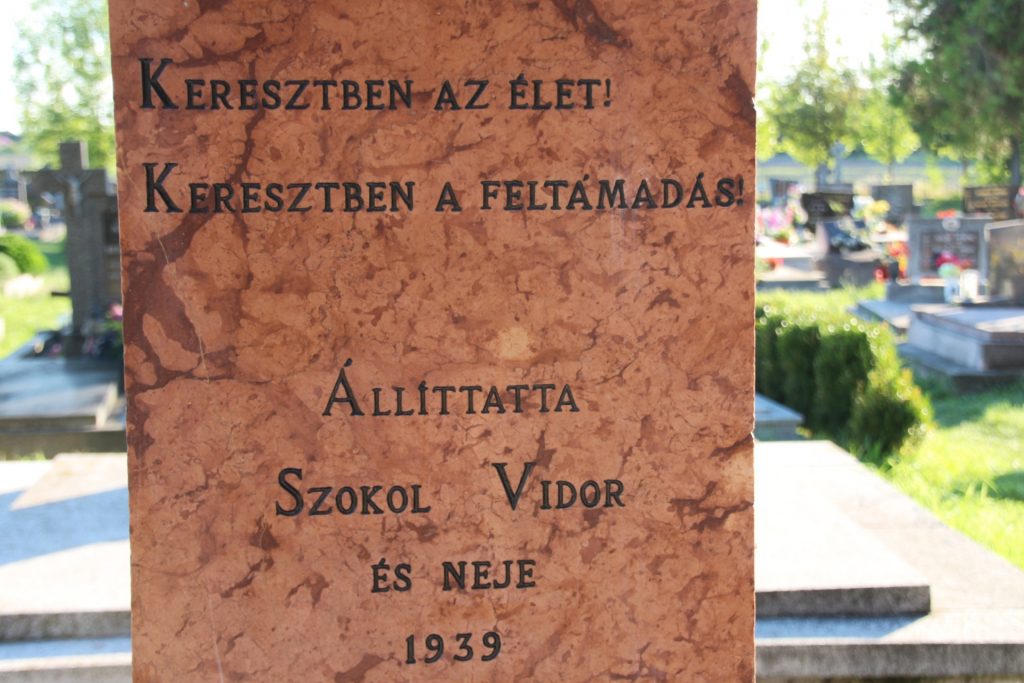 KERESZTBEN AZ ÉLET!
KERESZTBEN A FELTÁMADÁS!
ÁLLÍTTATTA
SZOKOL VIDOR
ÉS NEJE
1939